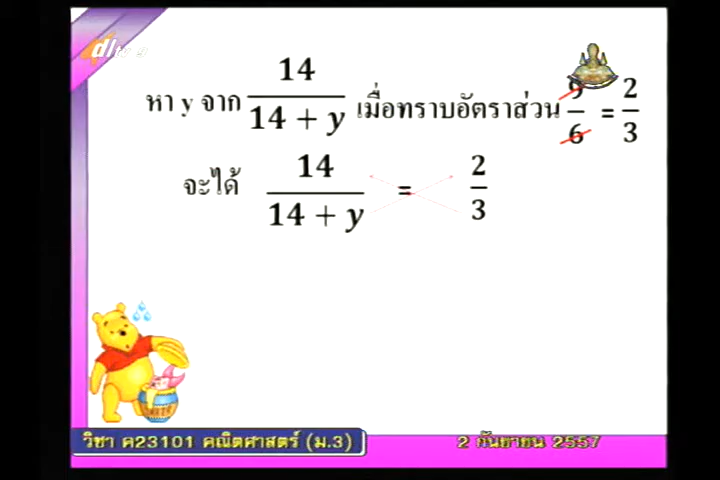 dltv 9
หา y จาก 14/(14 + y) เมื่อทราบอัตราส่วน 9/6 = 2/3
จะได้ 14/(14 + y) = 2/3
วิชา ค23101 คณิตศาสตร์ (ม.3)
2 กันยายน 2557